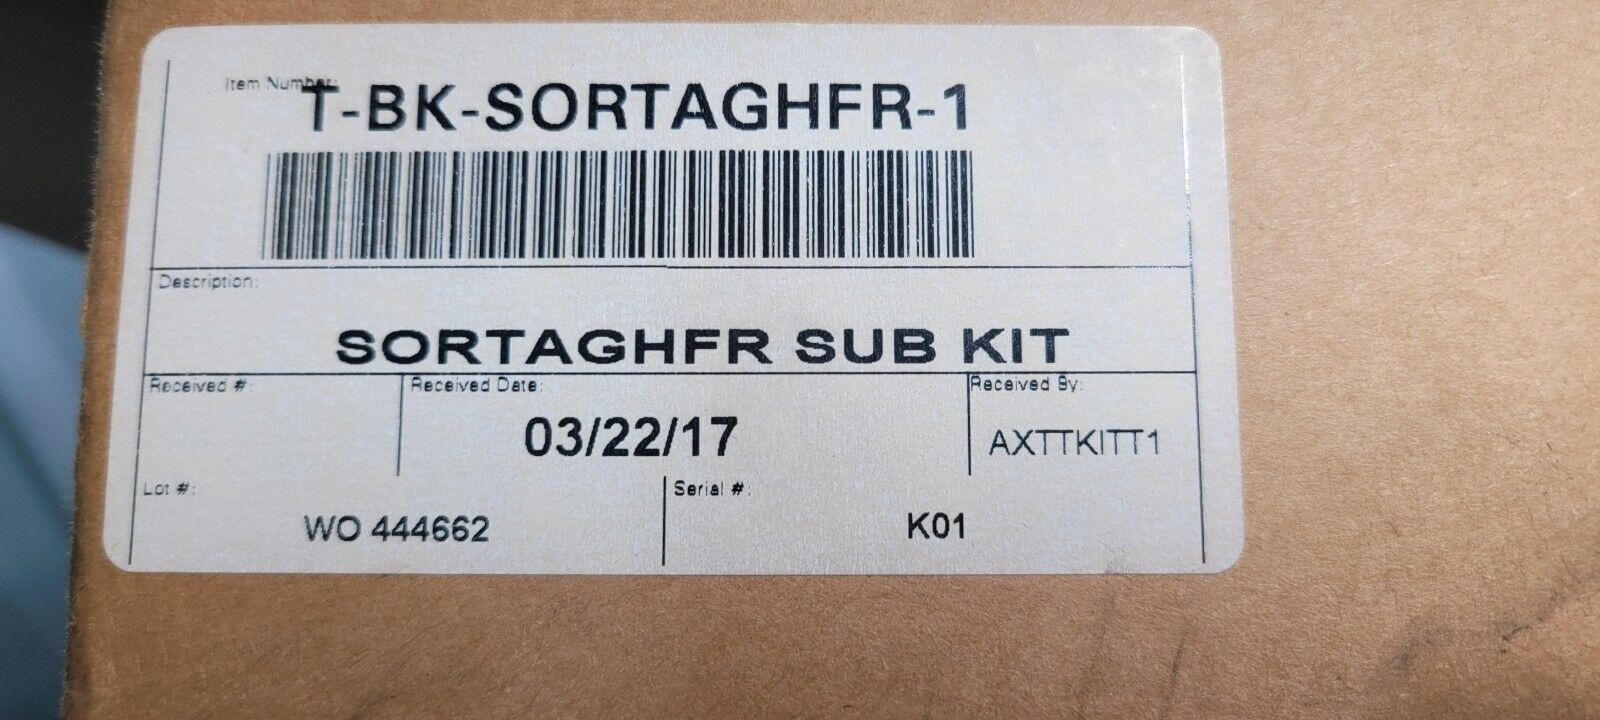 Item Number:
T-BK-SORTAGHFR-1
Description:
SORTAGHFR SUB KIT
Received #:
Received Date:
03/22/17
Received By:
AXTTKITT1
Lot #:
WO 444662
Serial #:
K01